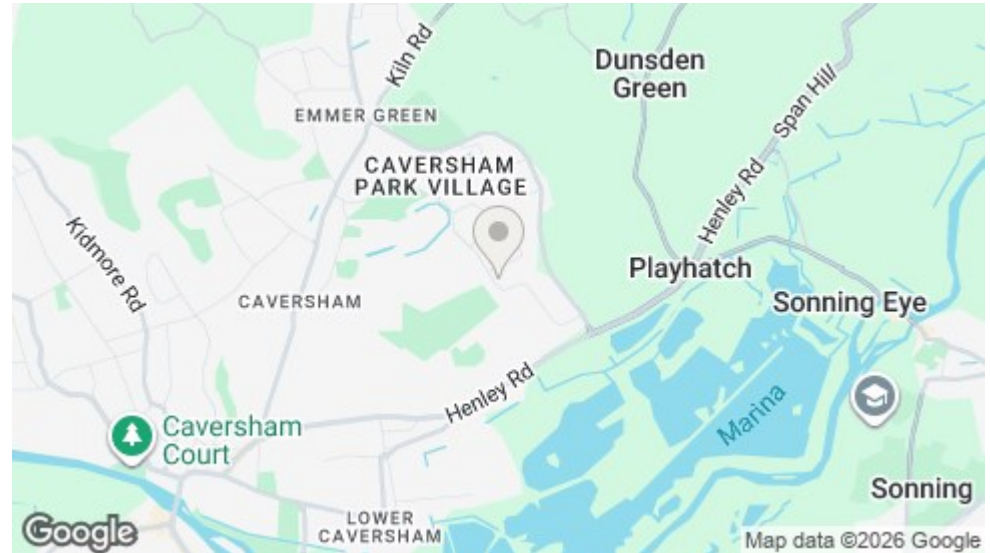 Kiln Rd
Dunsden
Green
Span Hill
EMMER GREEN
CAVERSHAM
PARK VILLAGE
Henley Rd
Kidmore Rd
Playhatch
CAVERSHAM
Sonning Eye
Henley Rd
Marina
Caversham
Court
Sonning
LOWER
CAVERSHAM
Google
Map data ©2026 Google